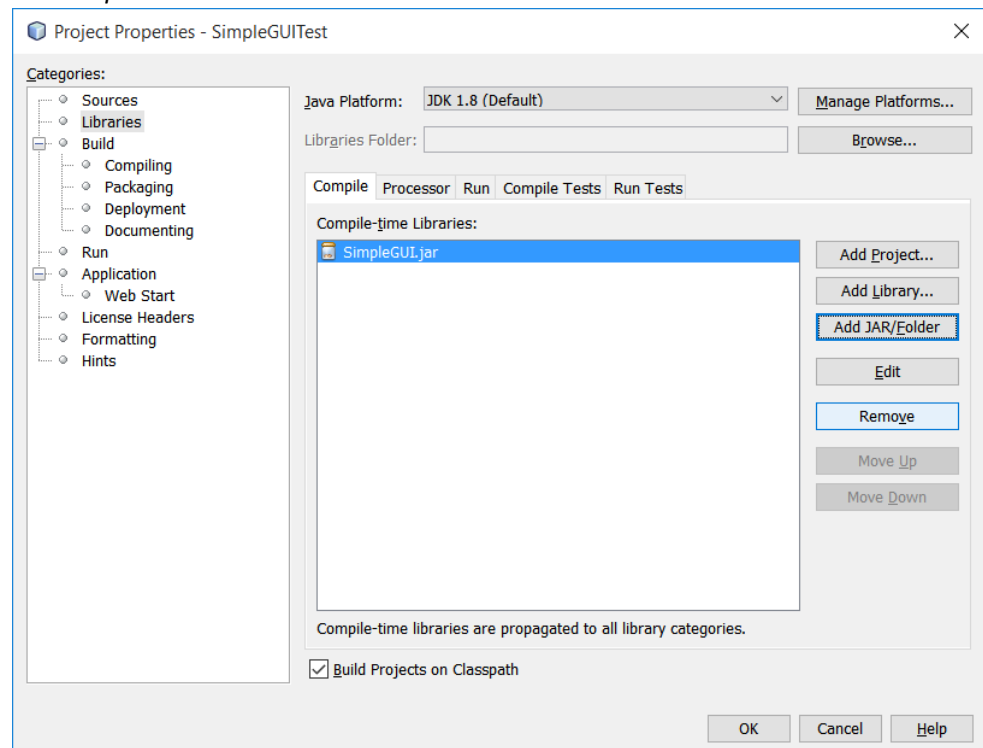 Project Properties - SimpleGUITest
Categories:
Sources
Libraries
Build
Compiling
Packaging
Deployment
Documenting
Run
Application
Web Start
License Headers
Formatting
Hints
Java Platform: JDK 1.8 (Default) Manage Platforms...
Libraries Folder: Browse...
Compile Processor Run Compile Tests Run Tests
Compile-time Libraries:
SimpleGUI.jar
Add Project...
Add Library...
Add JAR/Folder
Edit
Remove
Move Up
Move Down
Compile-time libraries are propagated to all library categories.
Build Projects on Classpath
OK Cancel Help